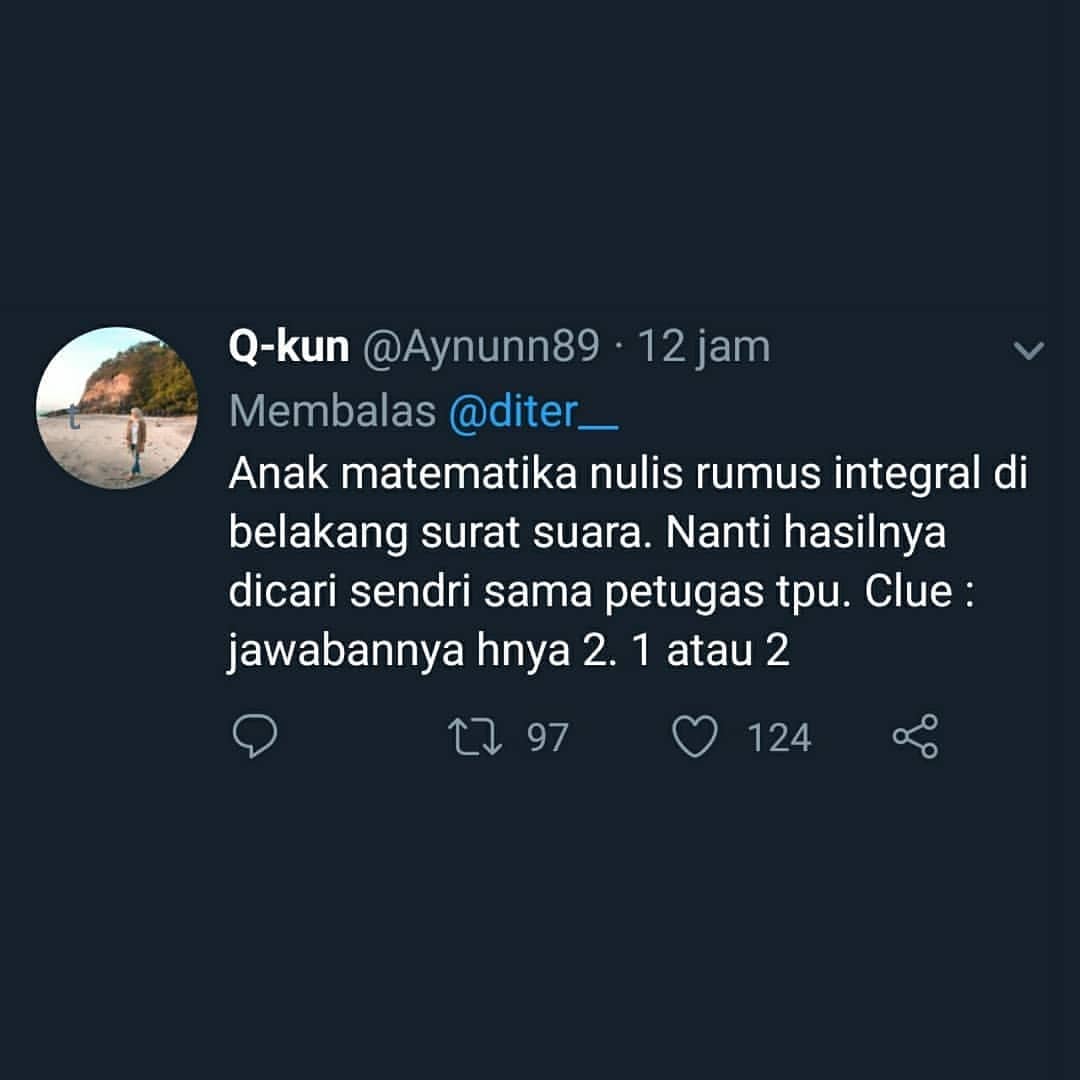 Q-kun @Aynunn89 · 12 jam
Membalas @diter__
Anak matematika nulis rumus integral di
belakang surat suara. Nanti hasilnya
dicari sendri sama petugas tpu. Clue :
jawabannya hnya 2. 1 atau 2
97 124
t